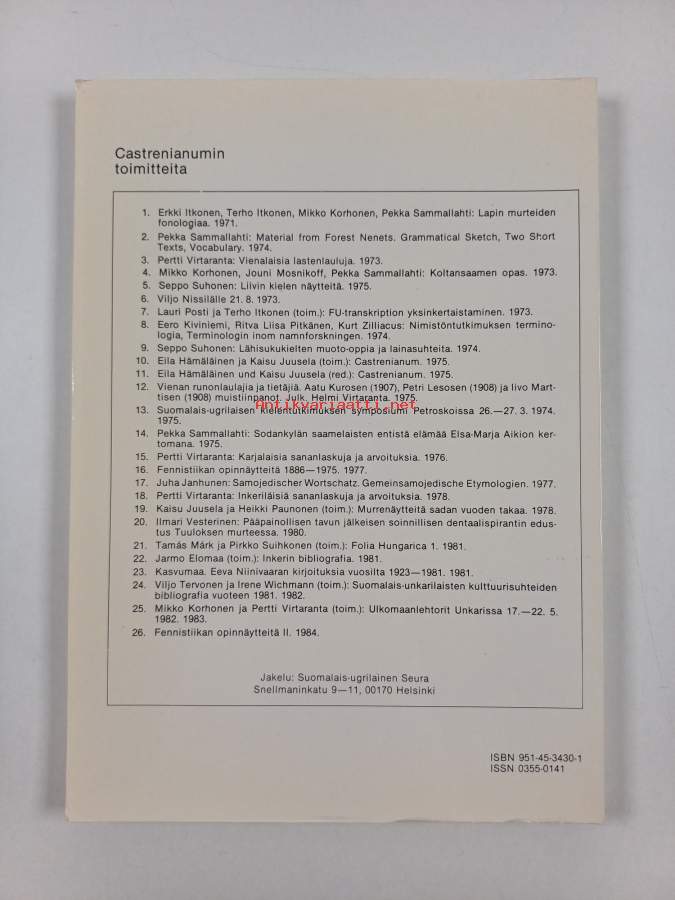 Castrenianumin
toimitteita
1. Erkki Itkonen, Terho Itkonen, Mikko Korhonen, Pekka Sammallahti: Lapin murteiden
fonologiaa. 1971.
2. Pekka Sammallahti: Material from Forest Nenets. Grammatical Sketch, Two Short
Texts, Vocabulary. 1974.
3. Pertti Virtaranta: Vienalaisia lastenlauluja. 1973.
4. Mikko Korhonen, Jouni Mosnikoff, Pekka Sammallahti: Koltansaamen opas. 1973.
5. Seppo Suhonen: Liivin kielen näytteitä. 1975.
6. Viljo Nissilälle 21. 8. 1973.
7. Lauri Posti ja Terho Itkonen (toim.): FU-transkription yksinkertaistaminen. 1973.
8. Eero Kiviniemi, Ritva Liisa Pitkänen, Kurt Zilliacus: Nimistöntutkimuksen termino-
logia, Terminologin inom namnforskningen. 1974.
9. Seppo Suhonen: Lähisukukielten muoto-oppia ja lainasuhteita. 1974.
10. Eila Hämäläinen ja Kaisu Juusela (toim.): Castrenianum. 1975.
11. Eila Hämäläinen und Kaisu Juusela (red.): Castrenianum. 1975.
12. Vienan runonlaulajia ja tietäjiä. Aatu Kurosen (1907), Petri Lesosen (1908) ja Iivo Mart-
tisen (1908) muistiinpanot. Julk. Helmi Virtaranta. 1975.
Antikvariaatti.net
13. Suomalais-ugrilaisen kielentutkimuksen symposiumi Petroskoissa 26.—27. 3. 1974.
1975.
14. Pekka Sammallahti: Sodankylän saamelaisten entistä elämää Elsa-Marja Aikion ker-
tomana. 1975.
15. Pertti Virtaranta: Karjalaisia sananlaskuja ja arvoituksia. 1976.
16. Fennistiikan opinnäytteitä 1886—1975. 1977.
17. Juha Janhunen: Samojedischer Wortschatz. Gemeinsamojedische Etymologien. 1977.
18. Pertti Virtaranta: Inkeriläisiä sananlaskuja ja arvoituksia. 1978.
19. Kaisu Juusela ja Heikki Paunonen (toim.): Murrenäytteitä sadan vuoden takaa. 1978.
20. Ilmari Vesterinen: Pääpainollisen tavun jälkeisen soinnillisen dentaalispirantin edus-
tus Tuuloksen murteessa. 1980.
21. Tamás Márk ja Pirkko Suihkonen (toim.): Folia Hungarica 1. 1981.
22. Jarmo Elomaa (toim.): Inkerin bibliografia. 1981.
23. Kasvumaa. Eeva Niinivaaran kirjoituksia vuosilta 1923—1981. 1981.
24. Viljo Tervonen ja Irene Wichmann (toim.): Suomalais-unkarilaisten kulttuurisuhteiden
bibliografia vuoteen 1981. 1982.
25. Mikko Korhonen ja Pertti Virtaranta (toim.): Ulkomaanlehtorit Unkarissa 17.—22. 5.
1982. 1983.
26. Fennistiikan opinnäytteitä II. 1984.
Jakelu: Suomalais-ugrilainen Seura
Snellmaninkatu 9—11, 00170 Helsinki
ISBN 951-45-3430-1
ISSN 0355-0141